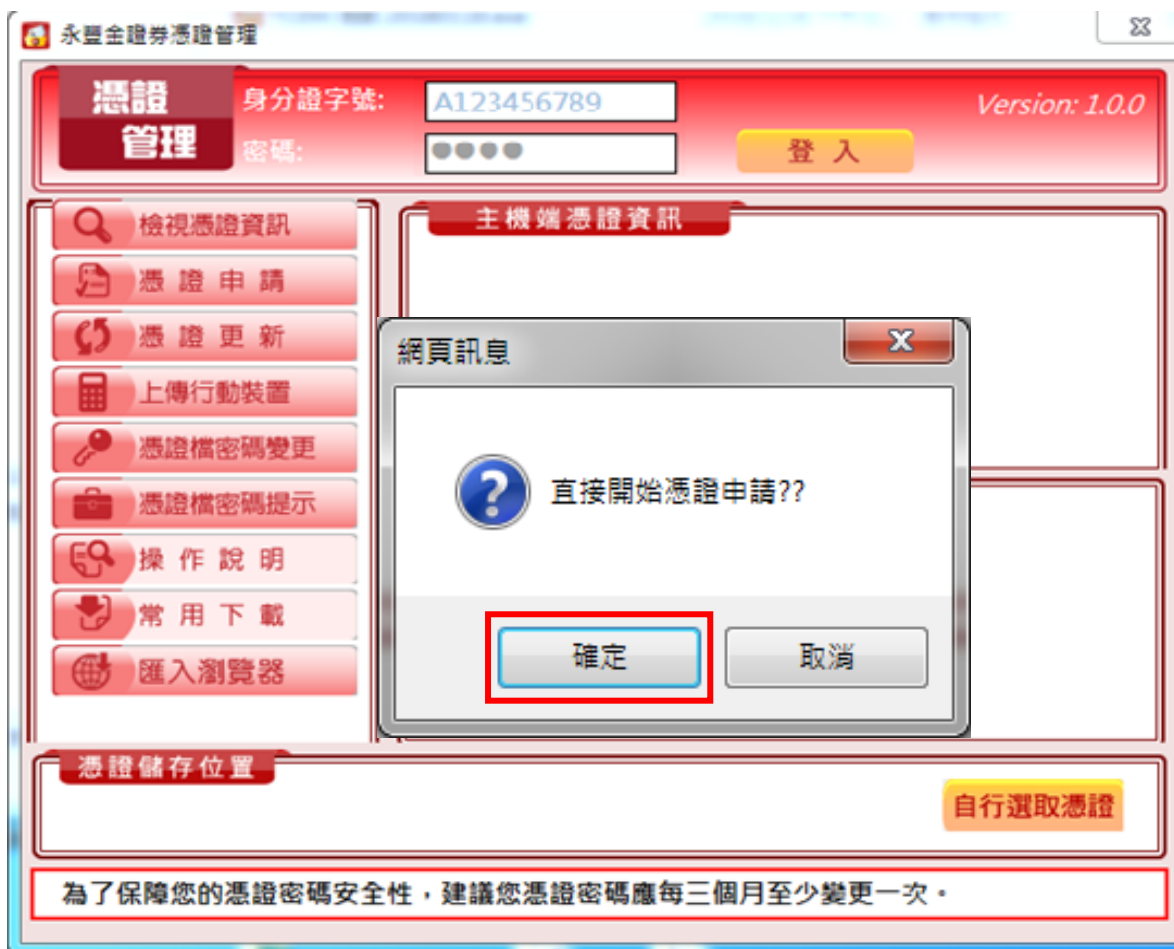 永豐金證券憑證管理
憑證
管理
身分證字號:
A123456789
Version: 1.0.0
密碼:
登 入
檢視憑證資訊
憑 證 申 請
憑 證 更 新
上傳行動裝置
憑證檔密碼變更
憑證檔密碼提示
操 作 說 明
常 用 下 載
匯入瀏覽器
主機端憑證資訊
網頁訊息
直接開始憑證申請??
確定
取消
憑證儲存位置
自行選取憑證
為了保障您的憑證密碼安全性，建議您憑證密碼應每三個月至少變更一次。